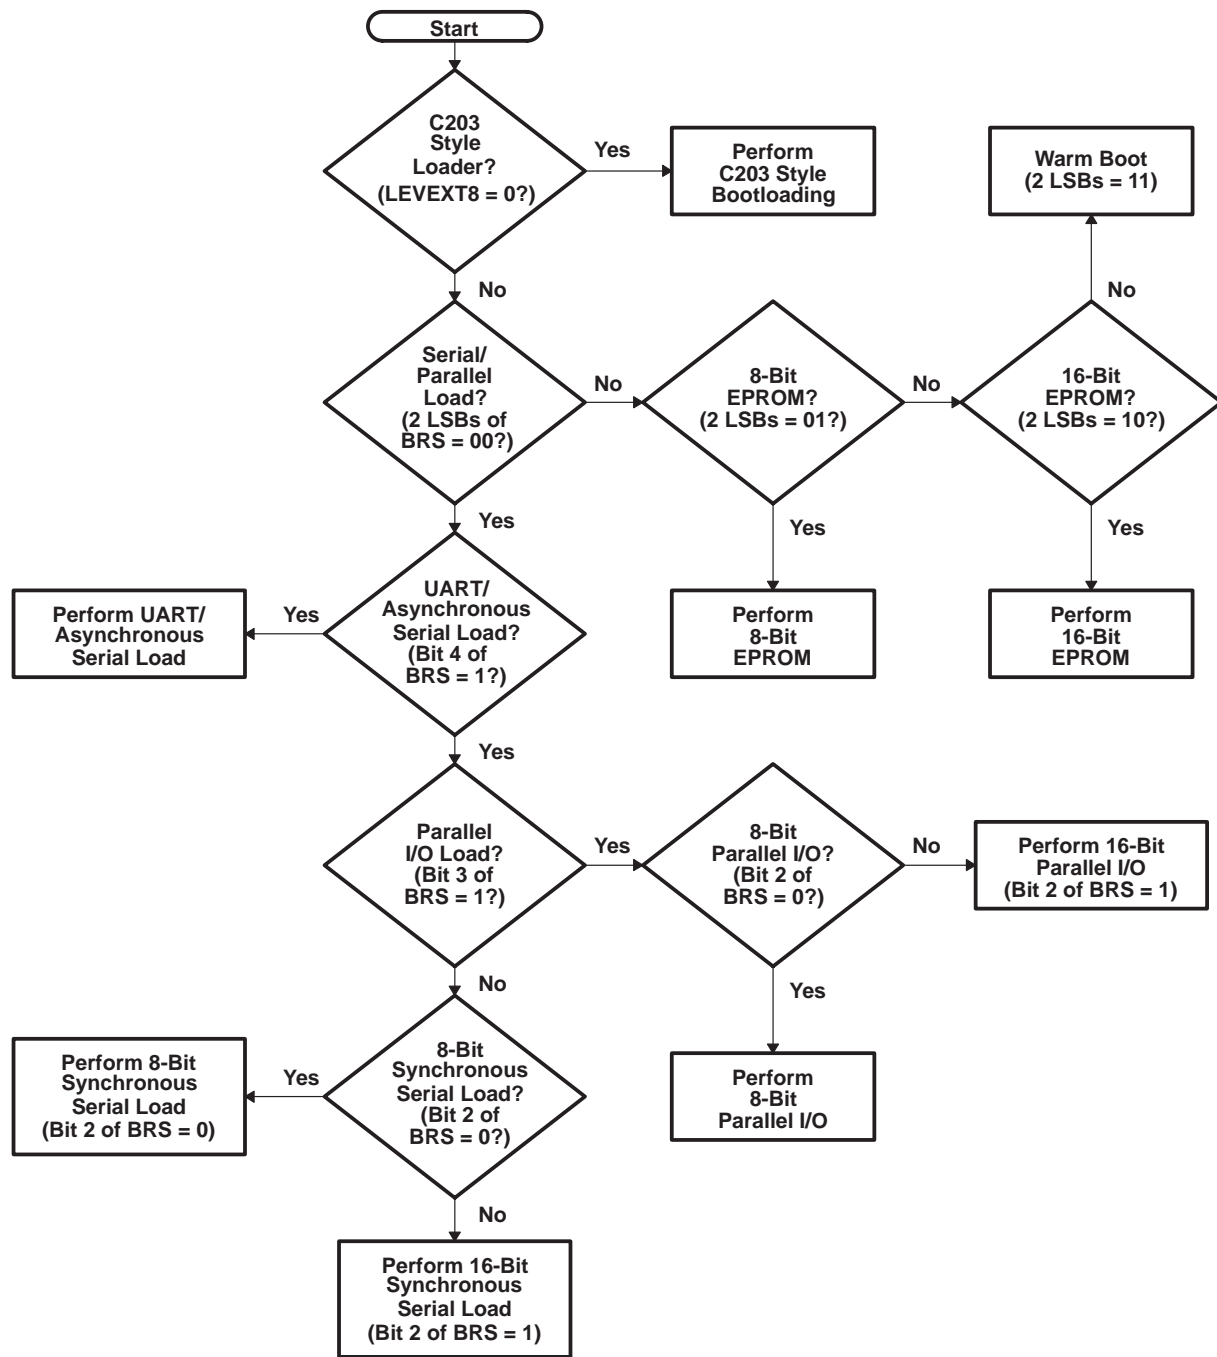 Start
C203
Style
Loader?
(LEVEXT8 = 0?)
Yes
Perform
C203 Style
Bootloading
Warm Boot
(2 LSBs = 11)
No
No
Serial/
Parallel
Load?
(2 LSBs of
BRS = 00?)
No
8-Bit
EPROM?
(2 LSBs = 01?)
No
16-Bit
EPROM?
(2 LSBs = 10?)
Yes
Yes
Yes
Perform UART/
Asynchronous
Serial Load
Yes
UART/
Asynchronous
Serial Load?
(Bit 4 of
BRS = 1?)
Perform
8-Bit
EPROM
Perform
16-Bit
EPROM
Yes
Parallel
I/O Load?
(Bit 3 of
BRS = 1?)
Yes
8-Bit
Parallel I/O?
(Bit 2 of
BRS = 0?)
No
Perform 16-Bit
Parallel I/O
(Bit 2 of BRS = 1)
No
Yes
Perform 8-Bit
Synchronous
Serial Load
(Bit 2 of BRS = 0)
Yes
8-Bit
Synchronous
Serial Load?
(Bit 2 of
BRS = 0?)
Perform
8-Bit
Parallel I/O
No
Perform 16-Bit
Synchronous
Serial Load
(Bit 2 of BRS = 1)